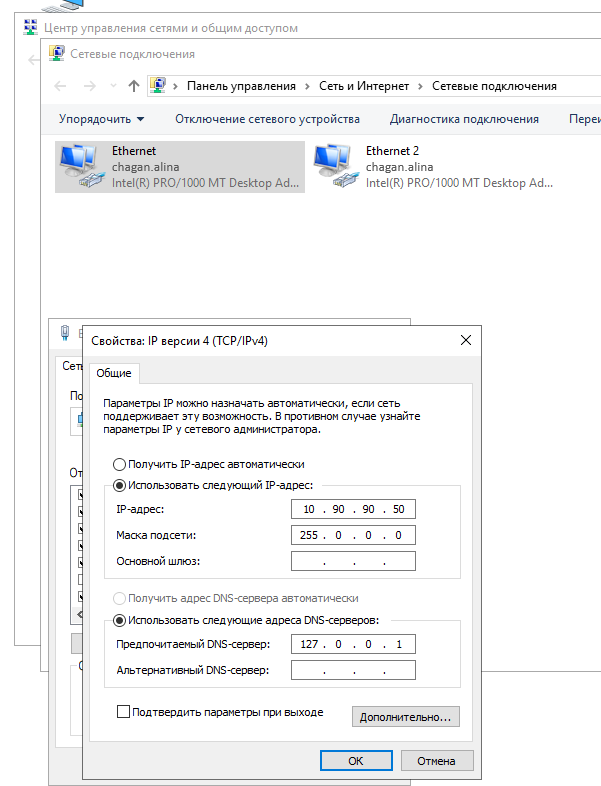 Центр управления сетями и общим доступом
Сетевые подключения
Панель управления > Сеть и Интернет > Сетевые подключения
Упорядочить Отключение сетевого устройства Диагностика подключения
Ethernet
chagan.alina
Intel(R) PRO/1000 MT Desktop Ad...
Ethernet 2
chagan.alina
Intel(R) PRO/1000 MT Desktop Ad...
Свойства: IP версии 4 (TCP/IPv4)
Общие
Параметры IP можно назначать автоматически, если сеть
поддерживает эту возможность. В противном случае узнайте
параметры IP у сетевого администратора.
Получить IP-адрес автоматически
Использовать следующий IP-адрес:
IP-адрес: 10 . 90 . 90 . 50
Маска подсети: 255 . 0 . 0 . 0
Основной шлюз: . . .
Получить адрес DNS-сервера автоматически
Использовать следующие адреса DNS-серверов:
Предпочитаемый DNS-сервер: 127 . 0 . 0 . 1
Альтернативный DNS-сервер: . . .
Подтвердить параметры при выходе
Дополнительно...
OK Отмена